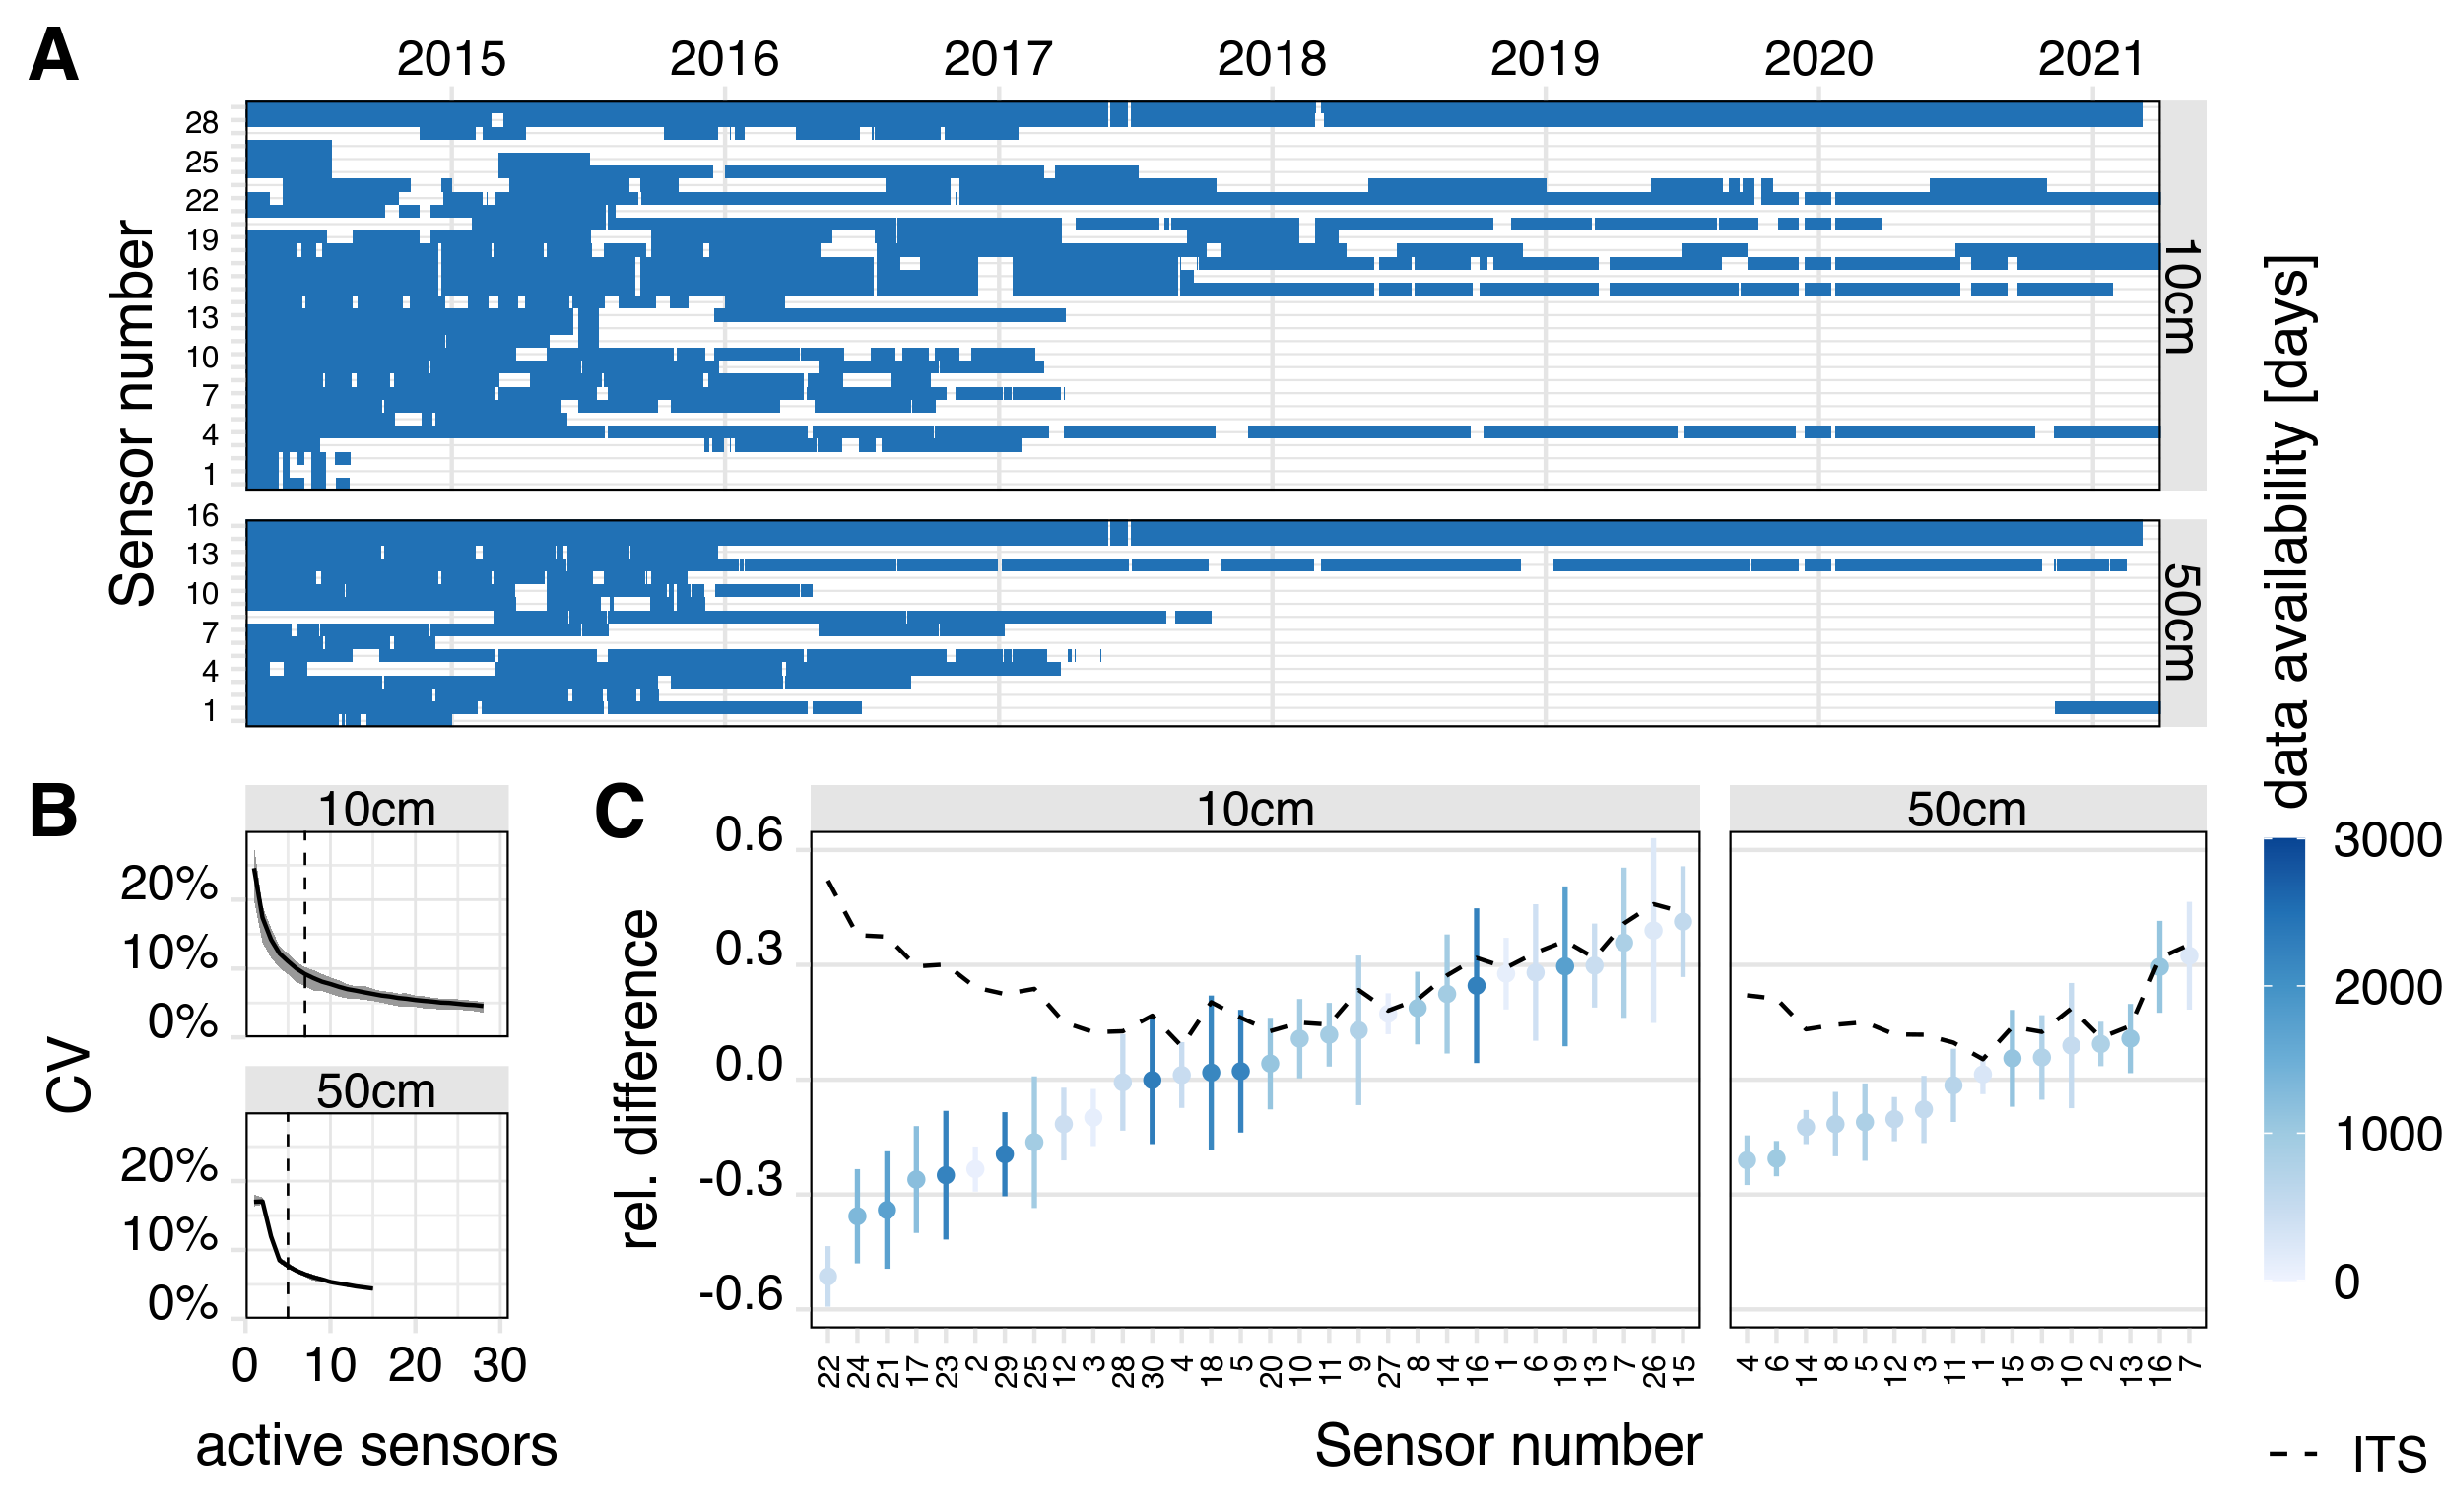 A
2015 2016 2017 2018 2019 2020 2021
Sensor number
28
25
22
19
16
13
10
7
4
1
10cm
16
13
10
7
4
1
50cm
B
10cm
20%
10%
0%
50cm
20%
10%
0%
CV
0 10 20 30
active sensors
C
10cm 50cm
0.6
0.3
0.0
-0.3
-0.6
rel. difference
22 24 21 17 23 2 29 25 12 3 28 30 4 18 5 20 10 11 9 27 8 14 16 1 6 19 13 7 26 15
4 6 14 8 5 12 3 11 1 15 9 10 2 13 16 7
Sensor number
data availability [days]
3000
2000
1000
0
ITS